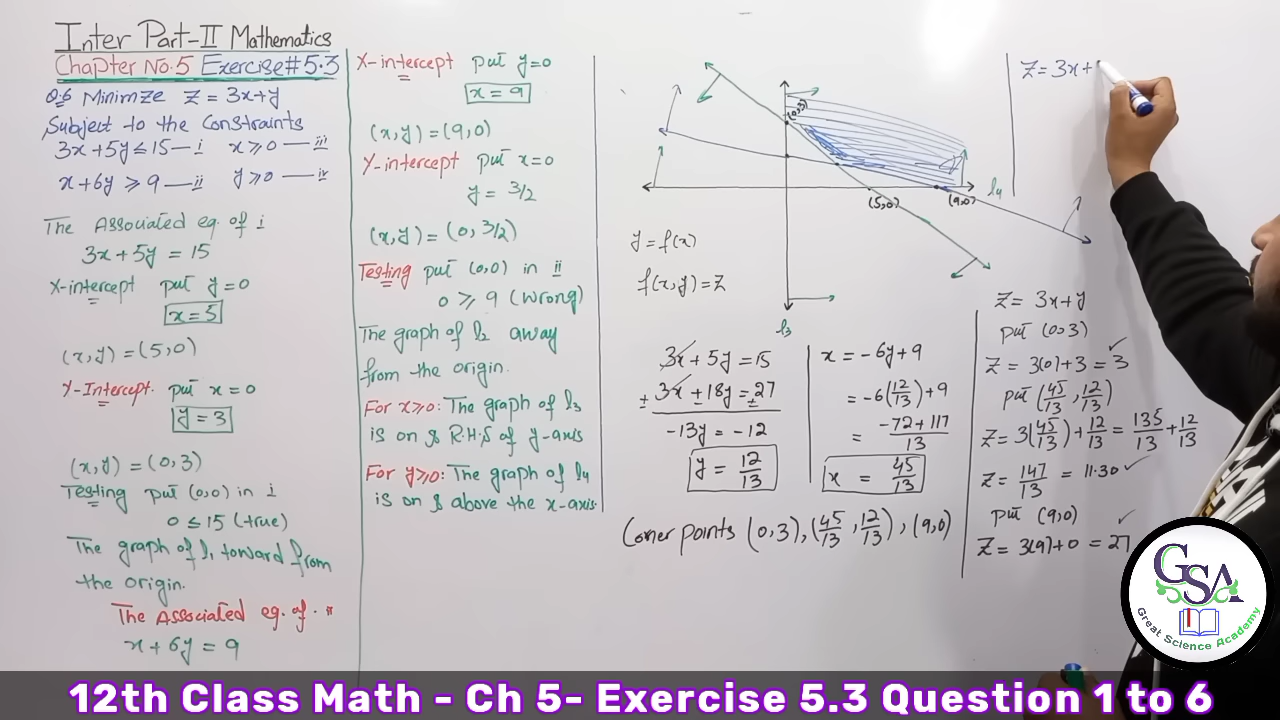 Inter Part-II Mathematics
Chapter No.5 Exercise#5.3
Q.6 Minimze Z = 3x+y
Subject to the Constraints
3x+5y ≤ 15 — i x ≥ 0 — iii
x+6y ≥ 9 — ii y ≥ 0 — iv
The Associated eq. of i
3x+5y = 15
X-intercept put y=0
x=5
(x,y) = (5,0)
Y-Intercept. put x=0
y=3
(x,y) = (0,3)
Testing put (0,0) in i
0 ≤ 15 (true)
The graph of l₁ toward from
the origin.
The Associated eq. of ii
x+6y = 9
X-intercept put y=0
x=9
(x,y) = (9,0)
Y-intercept put x=0
y = 3/2
(x,y) = (0, 3/2)
Testing put (0,0) in ii
0 ≥ 9 (wrong)
The graph of l₂ away
from the origin.
For x≥0: The graph of l₃
is on R.H.S of y-axis
For y≥0: The graph of l₄
is on above the x-axis.
(0,3)
(5,0)
(9,0)
l₄
l₃
y = f(x)
f(x,y) = Z
3x+5y = 15
± 3x ± 18y = ± 27
-13y = -12
y = 12/13
x = -6y+9
= -6(12/13)+9
= -72+117/13
x = 45/13
Corner points (0,3), (45/13, 12/13), (9,0)
Z = 3x+
Z = 3x+y
put (0,3)
Z = 3(0)+3 = 3 ✓
put (45/13, 12/13)
Z = 3(45/13)+12/13 = 135/13+12/13
Z = 147/13 = 11.30 ✓
put (9,0) ✓
Z = 3(9)+0 = 27
GSA
Great Science Academy
12th Class Math - Ch 5- Exercise 5.3 Question 1 to 6